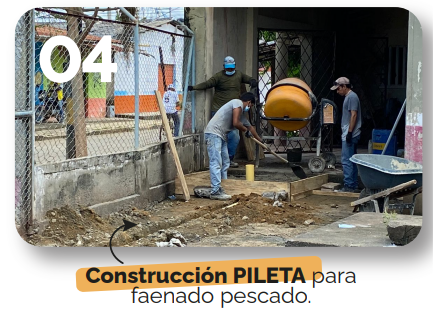 04
Construcción PILETA para
faenado pescado.